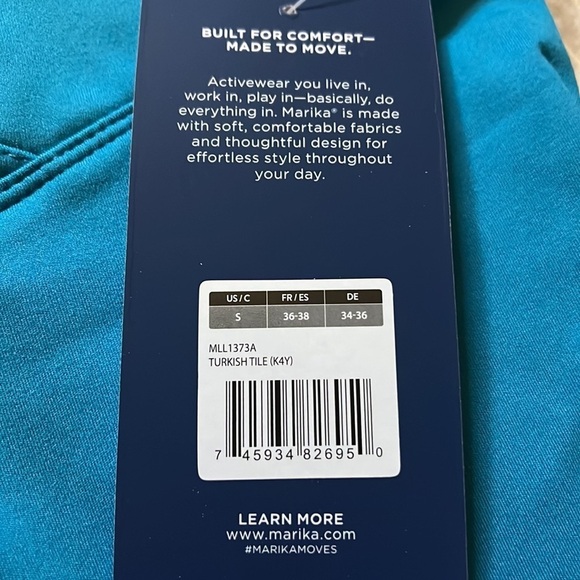 BUILT FOR COMFORT—
MADE TO MOVE.
Activewear you live in,
work in, play in—basically, do
everything in. Marika® is made
with soft, comfortable fabrics
and thoughtful design for
effortless style throughout
your day.
US / C FR / ES DE
S 36-38 34-36
MLL1373A
TURKISH TILE (K4Y)
7 45934 82695 0
LEARN MORE
www.marika.com
#MARIKAMOVES